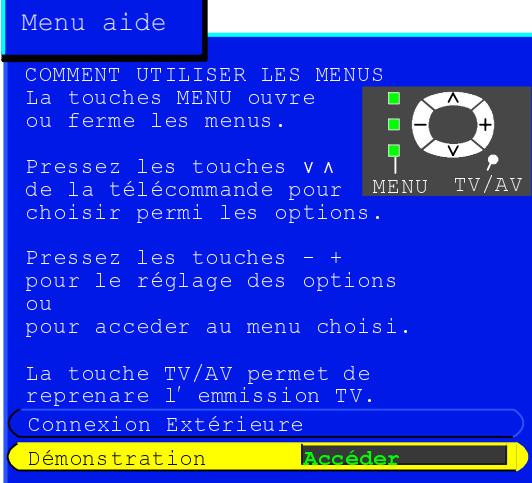 Menu aide
COMMENT UTILISER LES MENUS
La touches MENU ouvre
ou ferme les menus.
Pressez les touches ∨ ∧
de la télécommande pour
choisir permi les options.
MENU TV/AV
Pressez les touches - +
pour le réglage des options
ou
pour acceder au menu choisi.
La touche TV/AV permet de
reprenare l' emmission TV.
Connexion Extérieure
Démonstration Accéder